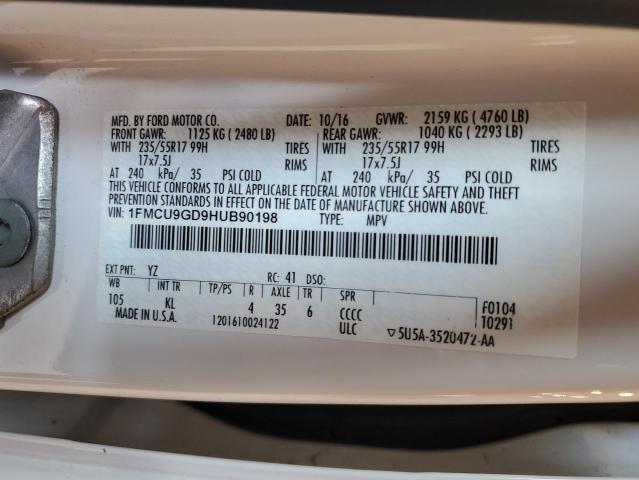 MFD. BY FORD MOTOR CO. DATE: 10/16 GVWR: 2159 KG ( 4760 LB)
FRONT GAWR: 1125 KG ( 2480 LB) REAR GAWR: 1040 KG ( 2293 LB)
WITH 235/55R17 99H TIRES WITH 235/55R17 99H TIRES
17x7.5J RIMS 17x7.5J RIMS
AT 240 kPa/ 35 PSI COLD AT 240 kPa/ 35 PSI COLD
THIS VEHICLE CONFORMS TO ALL APPLICABLE FEDERAL MOTOR VEHICLE SAFETY AND THEFT
PREVENTION STANDARDS IN EFFECT ON THE DATE OF MANUFACTURE SHOWN ABOVE.
VIN: 1FMCU9GD9HUB90198 TYPE: MPV
EXT PNT: YZ RC: 41 DSO:
WB INT TR TP/PS R AXLE TR SPR
105 KL 4 35 6 CCCC F0104
MADE IN U.S.A. 1201610024122 ULC T0291
▽5U5A-3520472-AA